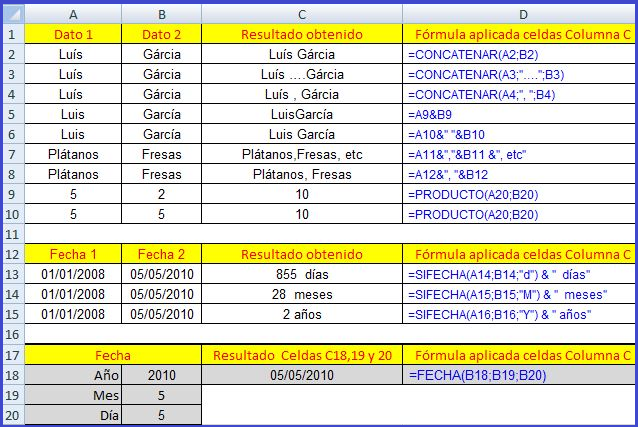 A B C D
1 Dato 1 Dato 2 Resultado obtenido Fórmula aplicada celdas Columna C
2 Luís Gárcia Luís Gárcia =CONCATENAR(A2;B2)
3 Luís Gárcia Luís ....Gárcia =CONCATENAR(A3;"....";B3)
4 Luís Gárcia Luís , Gárcia =CONCATENAR(A4;", ";B4)
5 Luis García LuisGarcía =A9&B9
6 Luis García Luis García =A10&" "&B10
7 Plátanos Fresas Plátanos,Fresas, etc =A11&","&B11 &", etc"
8 Plátanos Fresas Plátanos, Fresas =A12&", "&B12
9 5 2 10 =PRODUCTO(A20;B20)
10 5 5 10 =PRODUCTO(A20;B20)
11
12 Fecha 1 Fecha 2 Resultado obtenido Fórmula aplicada celdas Columna C
13 01/01/2008 05/05/2010 855 días =SIFECHA(A14;B14;"d") & " días"
14 01/01/2008 05/05/2010 28 meses =SIFECHA(A15;B15;"M") & " meses"
15 01/01/2008 05/05/2010 2 años =SIFECHA(A16;B16;"Y") & " años"
16
17 Fecha Resultado Celdas C18,19 y 20 Fórmula aplicada celdas Columna C
18 Año 2010 05/05/2010 =FECHA(B18;B19;B20)
19 Mes 5
20 Día 5